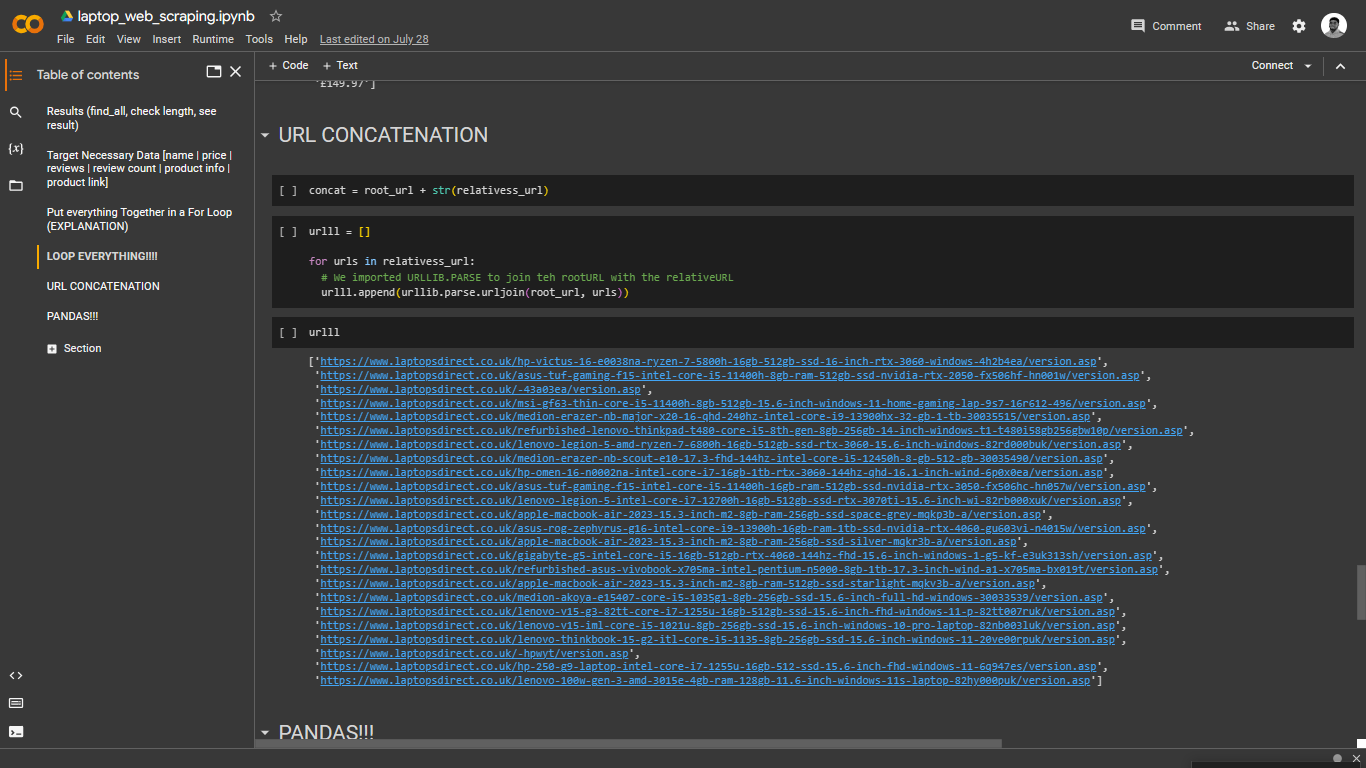 laptop_web_scraping.ipynb
File Edit View Insert Runtime Tools Help Last edited on July 28
Comment Share
Table of contents
+ Code + Text
Connect
Results (find_all, check length, see
result)
Target Necessary Data [name | price |
reviews | review count | product info |
product link]
Put everything Together in a For Loop
(EXPLANATION)
LOOP EVERYTHING!!!!
URL CONCATENATION
PANDAS!!!
Section
'£149.97']
URL CONCATENATION
[ ] concat = root_url + str(relativess_url)
[ ] urlll = []
for urls in relativess_url:
# We imported URLLIB.PARSE to join teh rootURL with the relativeURL
urlll.append(urllib.parse.urljoin(root_url, urls))
[ ] urlll
['https://www.laptopsdirect.co.uk/hp-victus-16-e0038na-ryzen-7-5800h-16gb-512gb-ssd-16-inch-rtx-3060-windows-4h2b4ea/version.asp',
'https://www.laptopsdirect.co.uk/asus-tuf-gaming-f15-intel-core-i5-11400h-8gb-ram-512gb-ssd-nvidia-rtx-2050-fx506hf-hn001w/version.asp',
'https://www.laptopsdirect.co.uk/-43a03ea/version.asp',
'https://www.laptopsdirect.co.uk/msi-gf63-thin-core-i5-11400h-8gb-512gb-15.6-inch-windows-11-home-gaming-lap-9s7-16r612-496/version.asp',
'https://www.laptopsdirect.co.uk/medion-erazer-nb-major-x20-16-qhd-240hz-intel-core-i9-13900hx-32-gb-1-tb-30035515/version.asp',
'https://www.laptopsdirect.co.uk/refurbished-lenovo-thinkpad-t480-core-i5-8th-gen-8gb-256gb-14-inch-windows-t1-t480i58gb256gbw10p/version.asp',
'https://www.laptopsdirect.co.uk/lenovo-legion-5-amd-ryzen-7-6800h-16gb-512gb-ssd-rtx-3060-15.6-inch-windows-82rd000buk/version.asp',
'https://www.laptopsdirect.co.uk/medion-erazer-nb-scout-e10-17.3-fhd-144hz-intel-core-i5-12450h-8-gb-512-gb-30035490/version.asp',
'https://www.laptopsdirect.co.uk/hp-omen-16-n0002na-intel-core-i7-16gb-1tb-rtx-3060-144hz-qhd-16.1-inch-wind-6p0x0ea/version.asp',
'https://www.laptopsdirect.co.uk/asus-tuf-gaming-f15-intel-core-i5-11400h-16gb-ram-512gb-ssd-nvidia-rtx-3050-fx506hc-hn057w/version.asp',
'https://www.laptopsdirect.co.uk/lenovo-legion-5-intel-core-i7-12700h-16gb-512gb-ssd-rtx-3070ti-15.6-inch-wi-82rb000xuk/version.asp',
'https://www.laptopsdirect.co.uk/apple-macbook-air-2023-15.3-inch-m2-8gb-ram-256gb-ssd-space-grey-mqkp3b-a/version.asp',
'https://www.laptopsdirect.co.uk/asus-rog-zephyrus-g16-intel-core-i9-13900h-16gb-ram-1tb-ssd-nvidia-rtx-4060-gu603vi-n4015w/version.asp',
'https://www.laptopsdirect.co.uk/apple-macbook-air-2023-15.3-inch-m2-8gb-ram-256gb-ssd-silver-mqkr3b-a/version.asp',
'https://www.laptopsdirect.co.uk/gigabyte-g5-intel-core-i5-16gb-512gb-rtx-4060-144hz-fhd-15.6-inch-windows-1-g5-kf-e3uk313sh/version.asp',
'https://www.laptopsdirect.co.uk/refurbished-asus-vivobook-x705ma-intel-pentium-n5000-8gb-1tb-17.3-inch-wind-a1-x705ma-bx019t/version.asp',
'https://www.laptopsdirect.co.uk/apple-macbook-air-2023-15.3-inch-m2-8gb-ram-512gb-ssd-starlight-mqkv3b-a/version.asp',
'https://www.laptopsdirect.co.uk/medion-akoya-e15407-core-i5-1035g1-8gb-256gb-ssd-15.6-inch-full-hd-windows-30033539/version.asp',
'https://www.laptopsdirect.co.uk/lenovo-v15-g3-82tt-core-i7-1255u-16gb-512gb-ssd-15.6-inch-fhd-windows-11-p-82tt007ruk/version.asp',
'https://www.laptopsdirect.co.uk/lenovo-v15-iml-core-i5-1021u-8gb-256gb-ssd-15.6-inch-windows-10-pro-laptop-82nb003luk/version.asp',
'https://www.laptopsdirect.co.uk/lenovo-thinkbook-15-g2-itl-core-i5-1135-8gb-256gb-ssd-15.6-inch-windows-11-20ve00rpuk/version.asp',
'https://www.laptopsdirect.co.uk/-hpwyt/version.asp',
'https://www.laptopsdirect.co.uk/hp-250-g9-laptop-intel-core-i7-1255u-16gb-512-ssd-15.6-inch-fhd-windows-11-6q947es/version.asp',
'https://www.laptopsdirect.co.uk/lenovo-100w-gen-3-amd-3015e-4gb-ram-128gb-11.6-inch-windows-11s-laptop-82hy000puk/version.asp']
PANDAS!!!